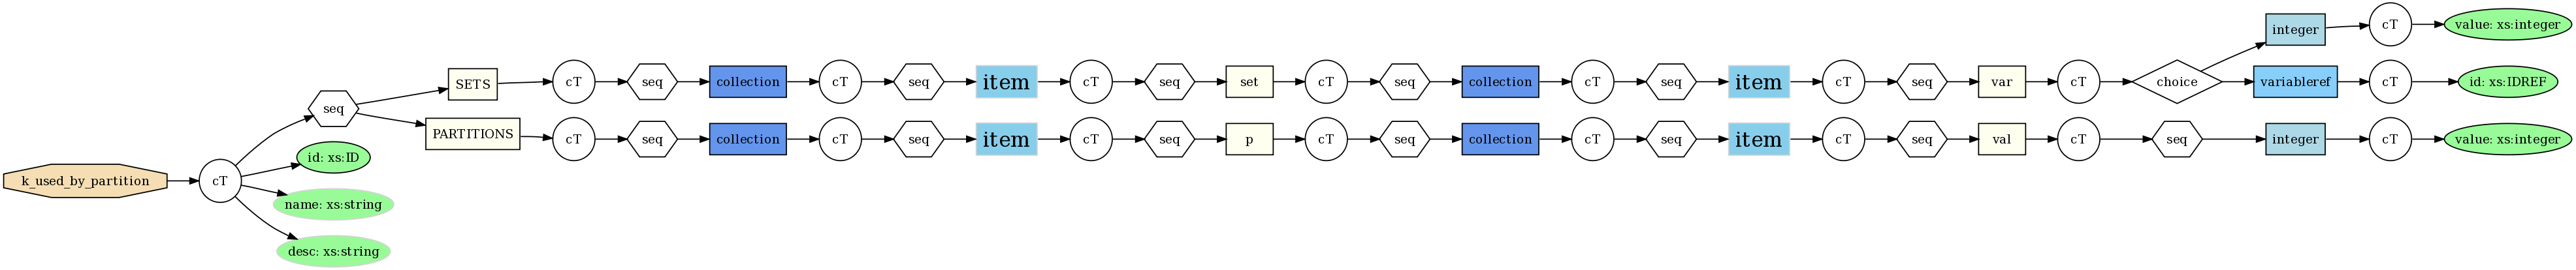 k_used_by_partition
cT
seq
id: xs:ID
name: xs:string
desc: xs:string
SETS
cT
seq
collection
cT
seq
item
cT
seq
set
cT
seq
collection
cT
seq
item
cT
seq
var
cT
choice
integer
cT
value: xs:integer
variableref
cT
id: xs:IDREF
PARTITIONS
cT
seq
collection
cT
seq
item
cT
seq
p
cT
seq
collection
cT
seq
item
cT
seq
val
cT
seq
integer
cT
value: xs:integer